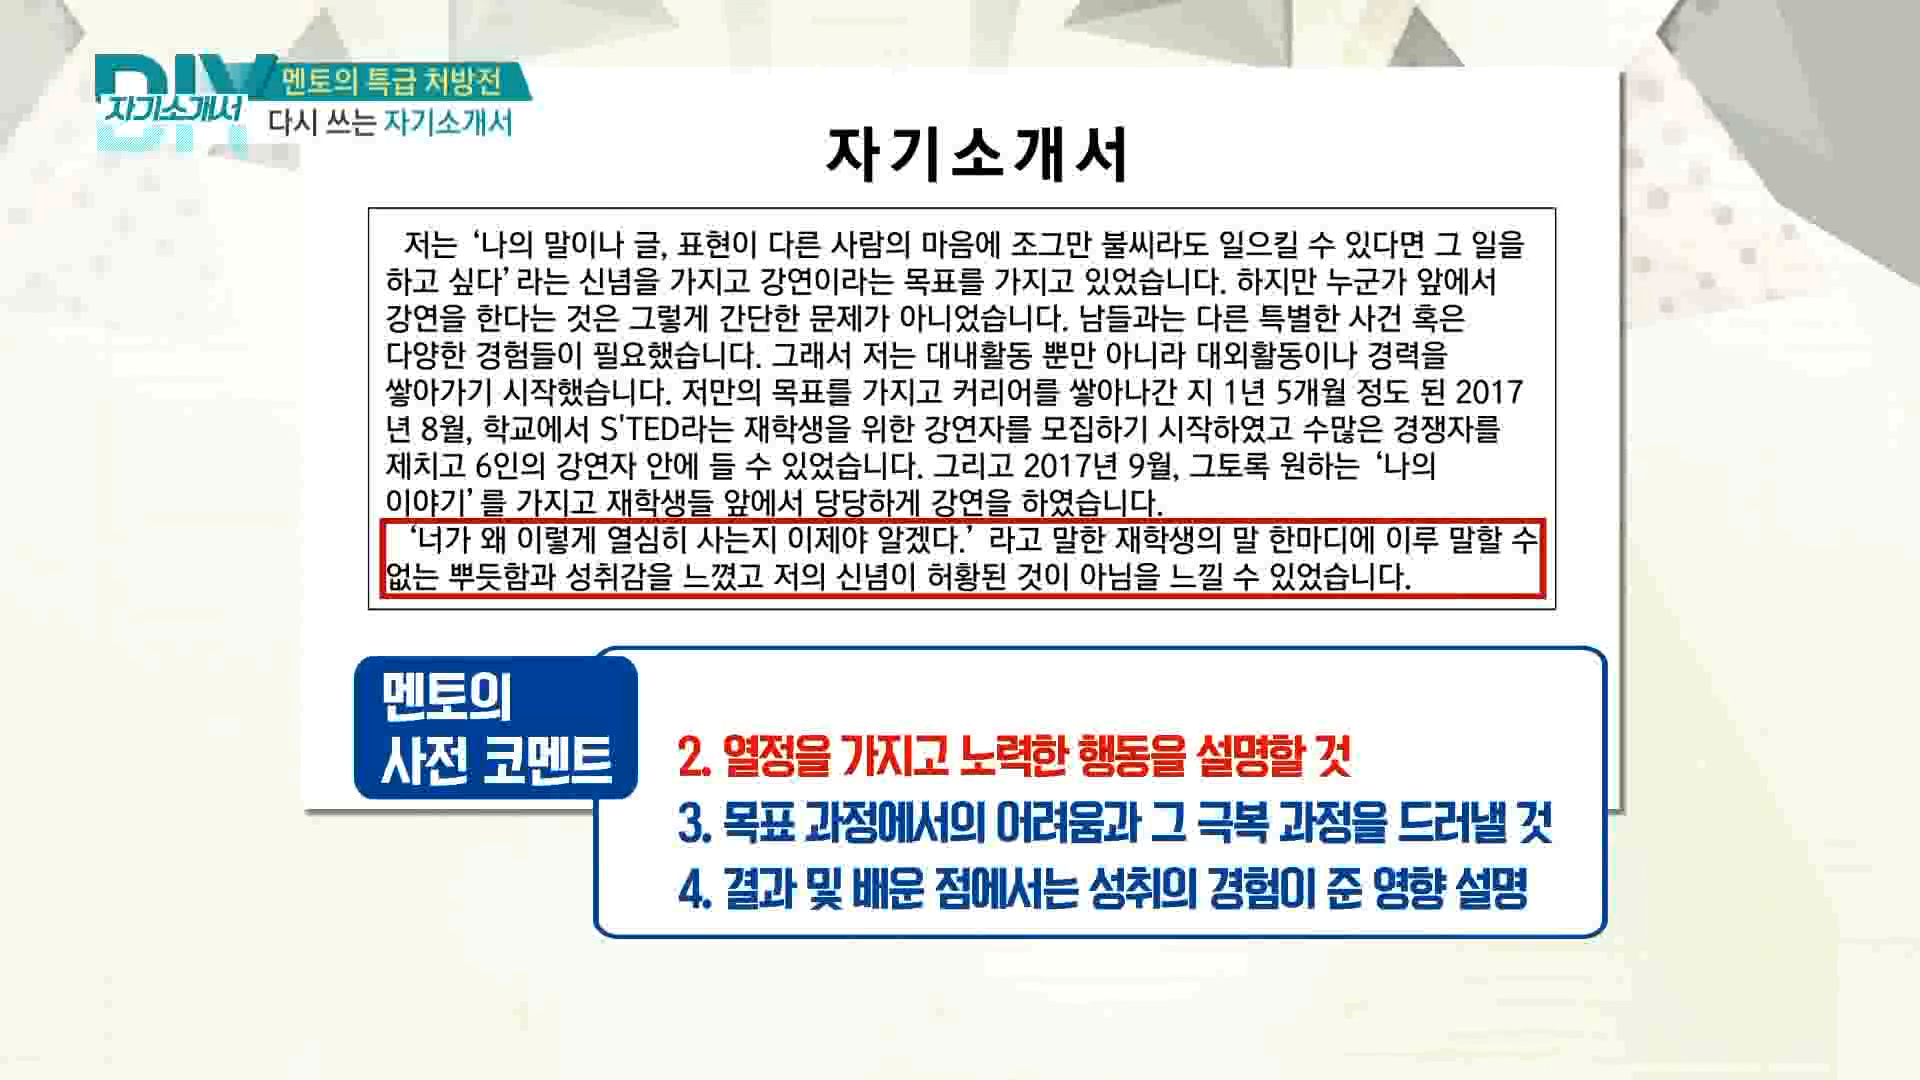 DIY
자기소개서
멘토의 특급 처방전
다시 쓰는 자기소개서
자기소개서
저는 ‘나의 말이나 글, 표현이 다른 사람의 마음에 조그만 불씨라도 일으킬 수 있다면 그 일을
하고 싶다’라는 신념을 가지고 강연이라는 목표를 가지고 있었습니다. 하지만 누군가 앞에서
강연을 한다는 것은 그렇게 간단한 문제가 아니었습니다. 남들과는 다른 특별한 사건 혹은
다양한 경험들이 필요했습니다. 그래서 저는 대내활동 뿐만 아니라 대외활동이나 경력을
쌓아가기 시작했습니다. 저만의 목표를 가지고 커리어를 쌓아나간 지 1년 5개월 정도 된 2017
년 8월, 학교에서 S'TED라는 재학생을 위한 강연자를 모집하기 시작하였고 수많은 경쟁자를
제치고 6인의 강연자 안에 들 수 있었습니다. 그리고 2017년 9월, 그토록 원하는 ‘나의
이야기’를 가지고 재학생들 앞에서 당당하게 강연을 하였습니다.
‘너가 왜 이렇게 열심히 사는지 이제야 알겠다.’ 라고 말한 재학생의 말 한마디에 이루 말할 수
없는 뿌듯함과 성취감을 느꼈고 저의 신념이 허황된 것이 아님을 느낄 수 있었습니다.
멘토의
사전 코멘트
2. 열정을 가지고 노력한 행동을 설명할 것
3. 목표 과정에서의 어려움과 그 극복 과정을 드러낼 것
4. 결과 및 배운 점에서는 성취의 경험이 준 영향 설명